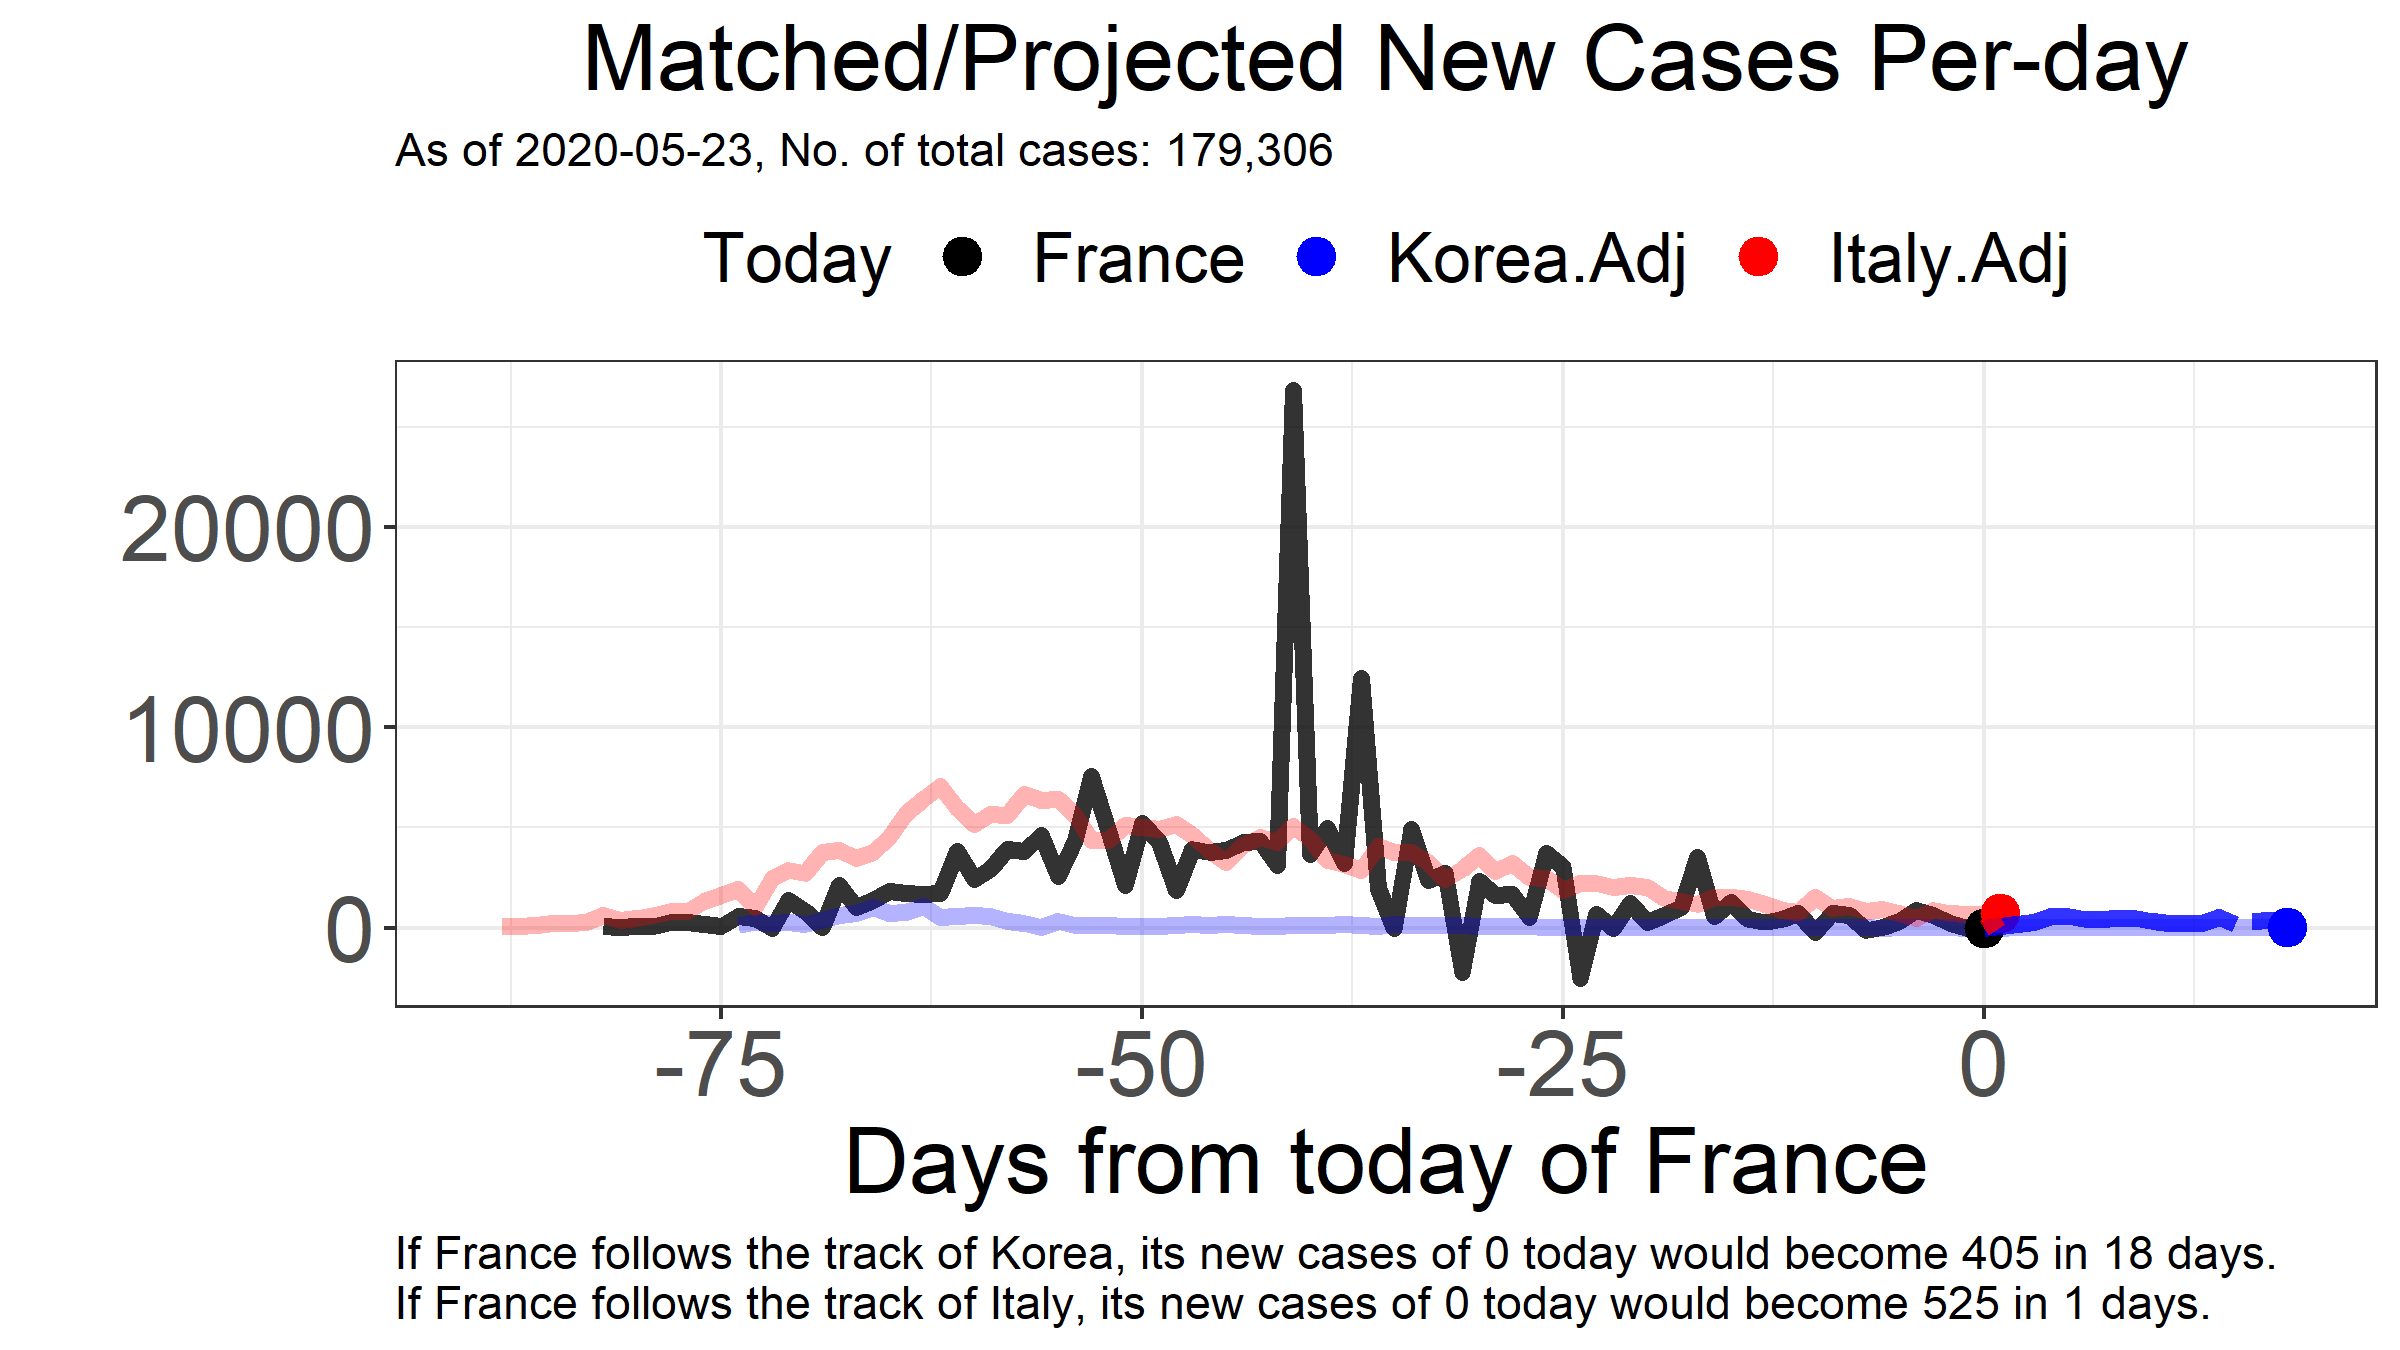 Matched/Projected New Cases Per-day
As of 2020-05-23, No. of total cases: 179,306
Today France Korea.Adj Italy.Adj
20000
10000
0
-75 -50 -25 0
Days from today of France
If France follows the track of Korea, its new cases of 0 today would become 405 in 18 days.
If France follows the track of Italy, its new cases of 0 today would become 525 in 1 days.